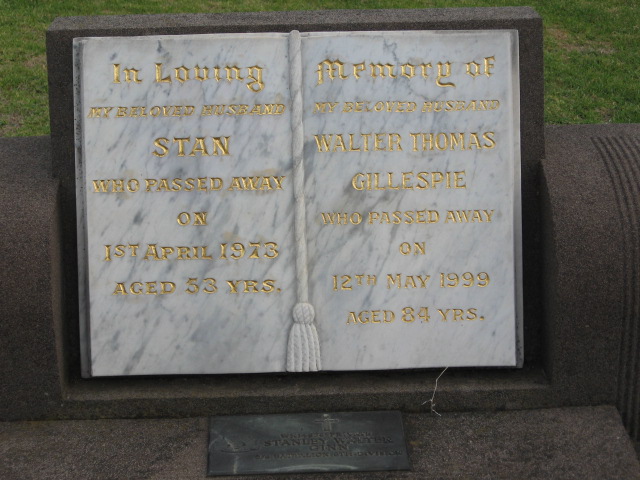 In Loving
MY BELOVED HUSBAND
STAN
WHO PASSED AWAY
ON
1ST APRIL 1973
AGED 53 YRS.
Memory of
MY BELOVED HUSBAND
WALTER THOMAS
GILLESPIE
WHO PASSED AWAY
ON
12TH MAY 1999
AGED 84 YRS.